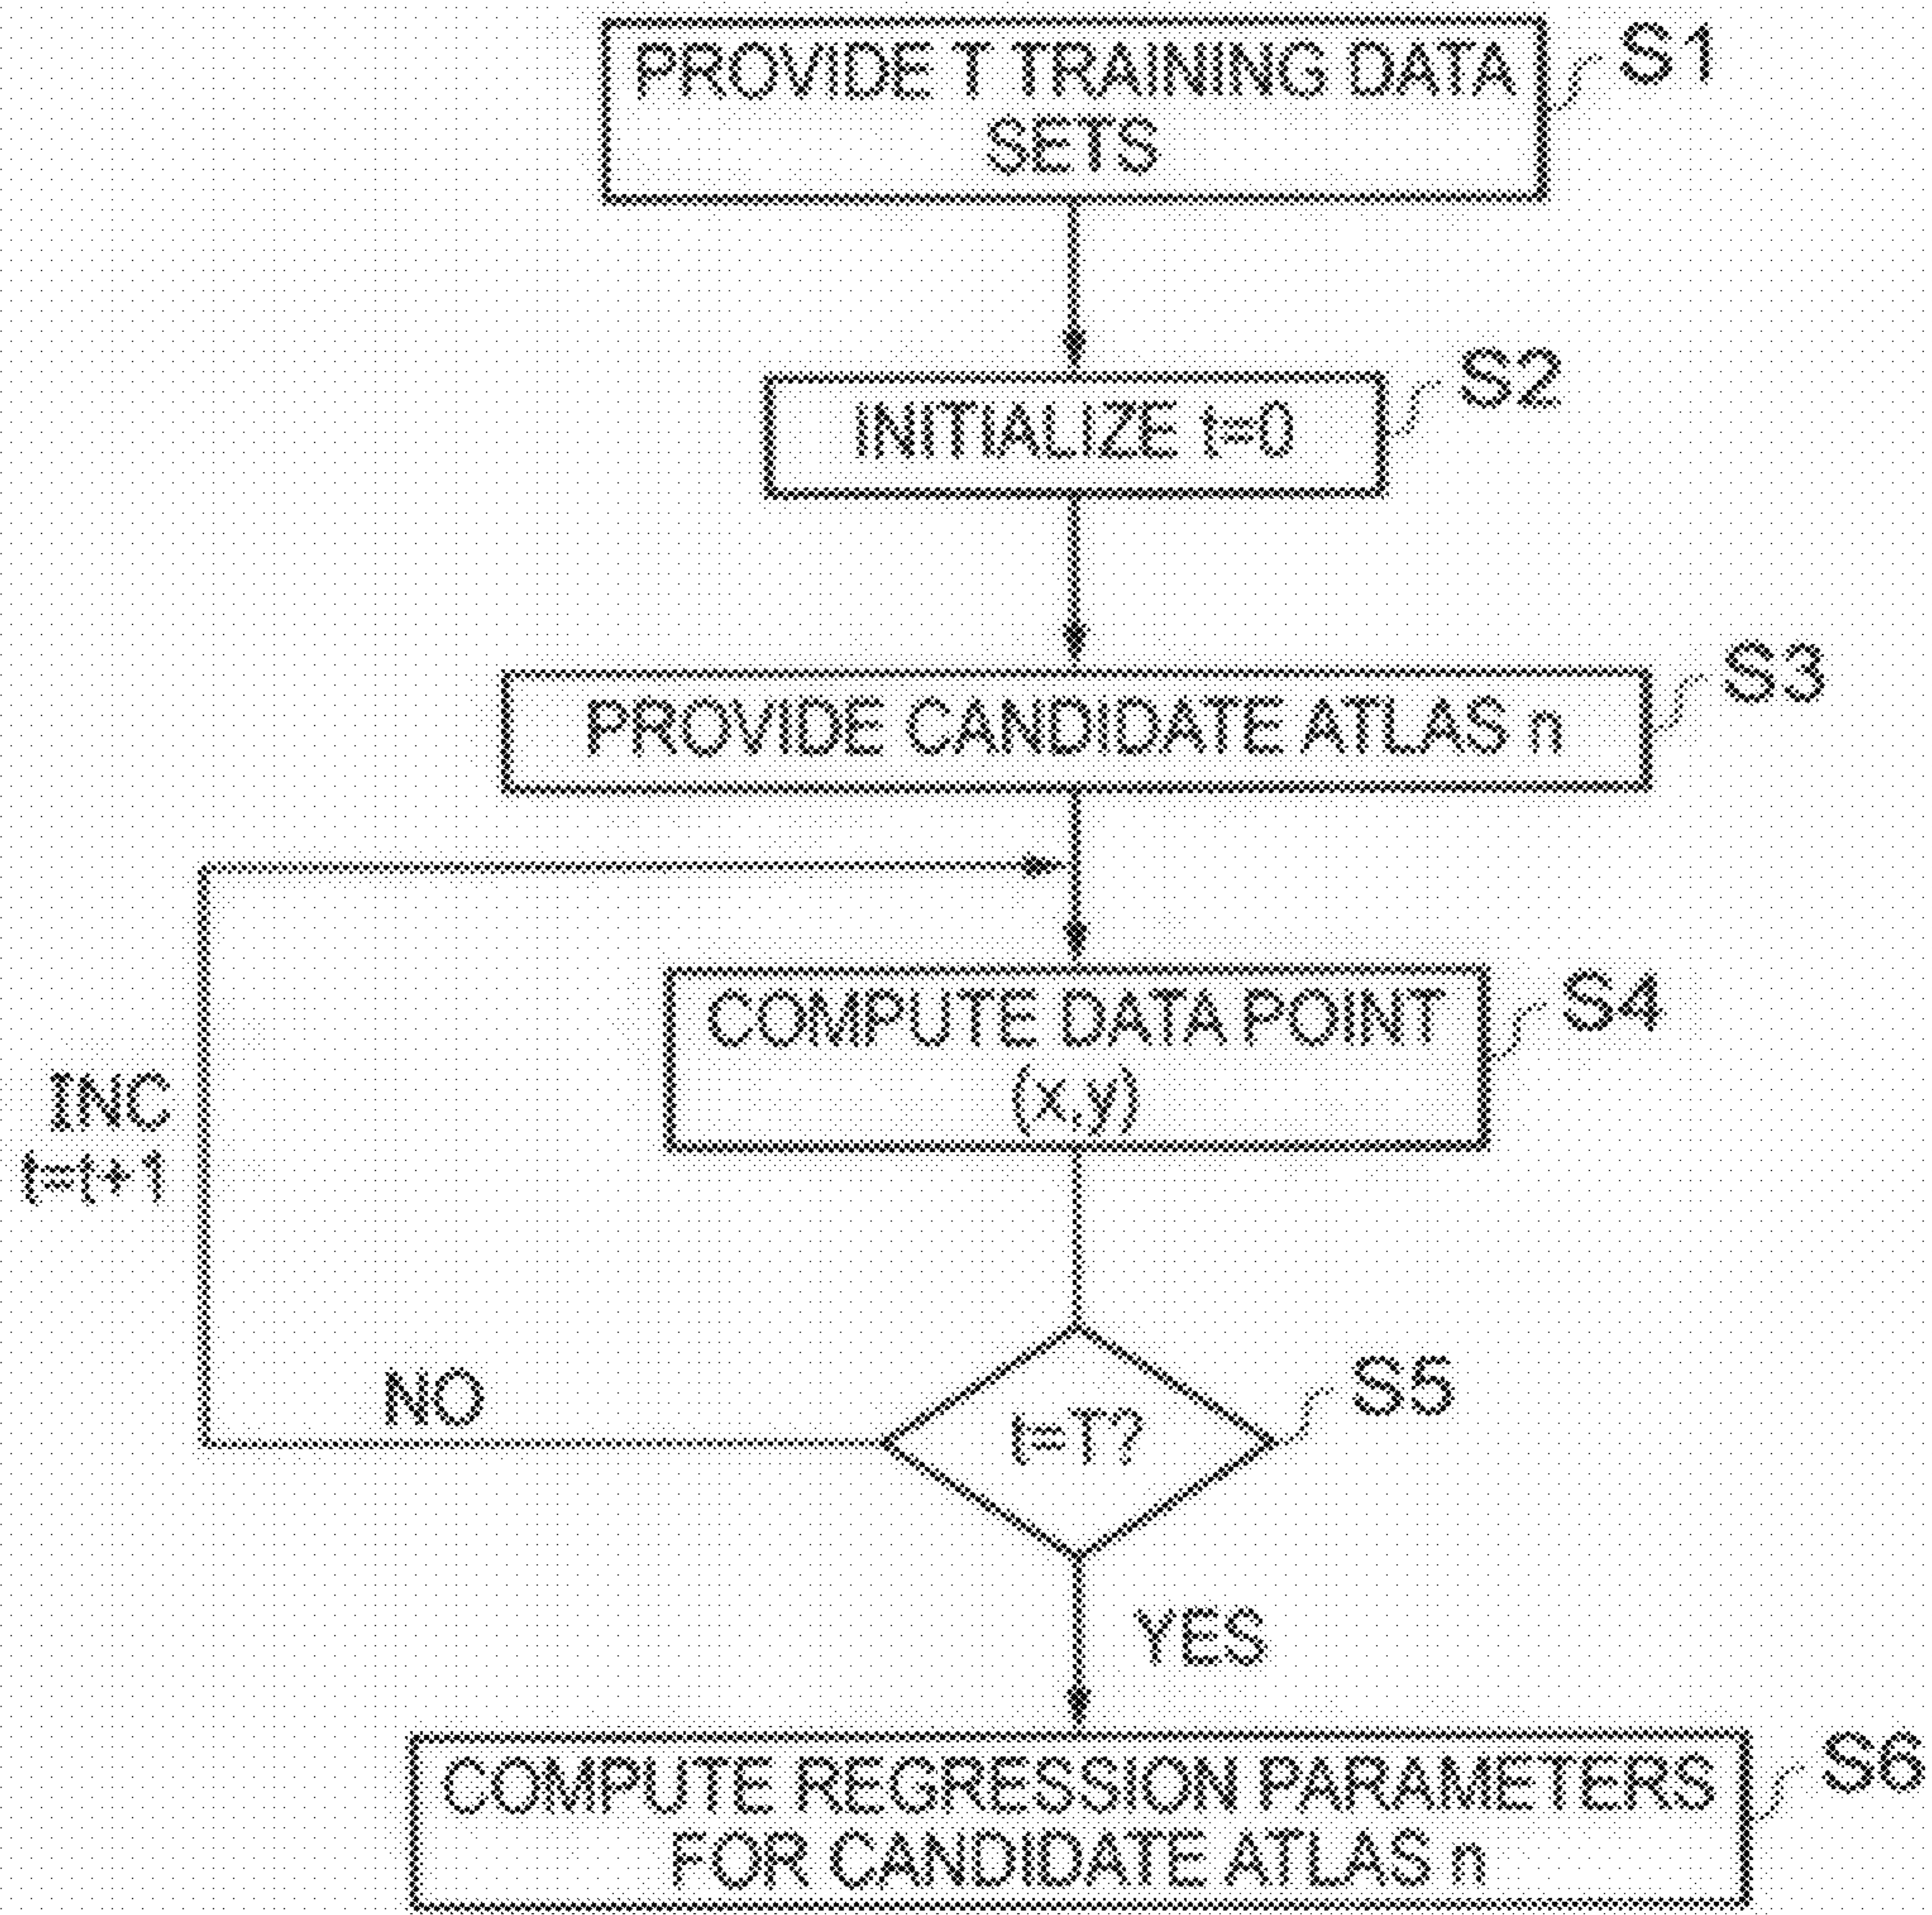 PROVIDE T TRAINING DATA
SETS
S1
INITIALIZE t=0
S2
PROVIDE CANDIDATE ATLAS n
S3
COMPUTE DATA POINT
(x,y)
S4
INC
t=t+1
NO
t=T?
S5
YES
COMPUTE REGRESSION PARAMETERS
FOR CANDIDATE ATLAS n
S6